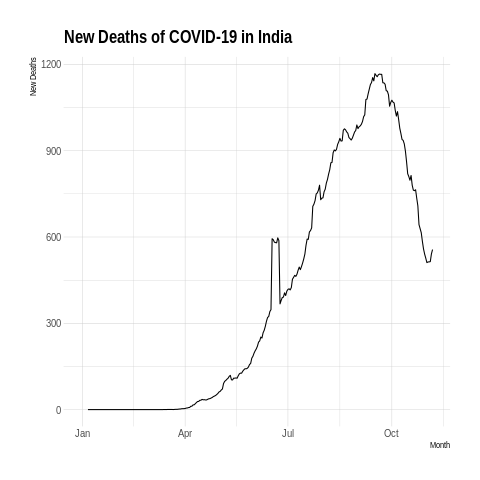 New Deaths of COVID-19 in India
New Deaths
1200
900
600
300
0
Jan Apr Jul Oct
Month